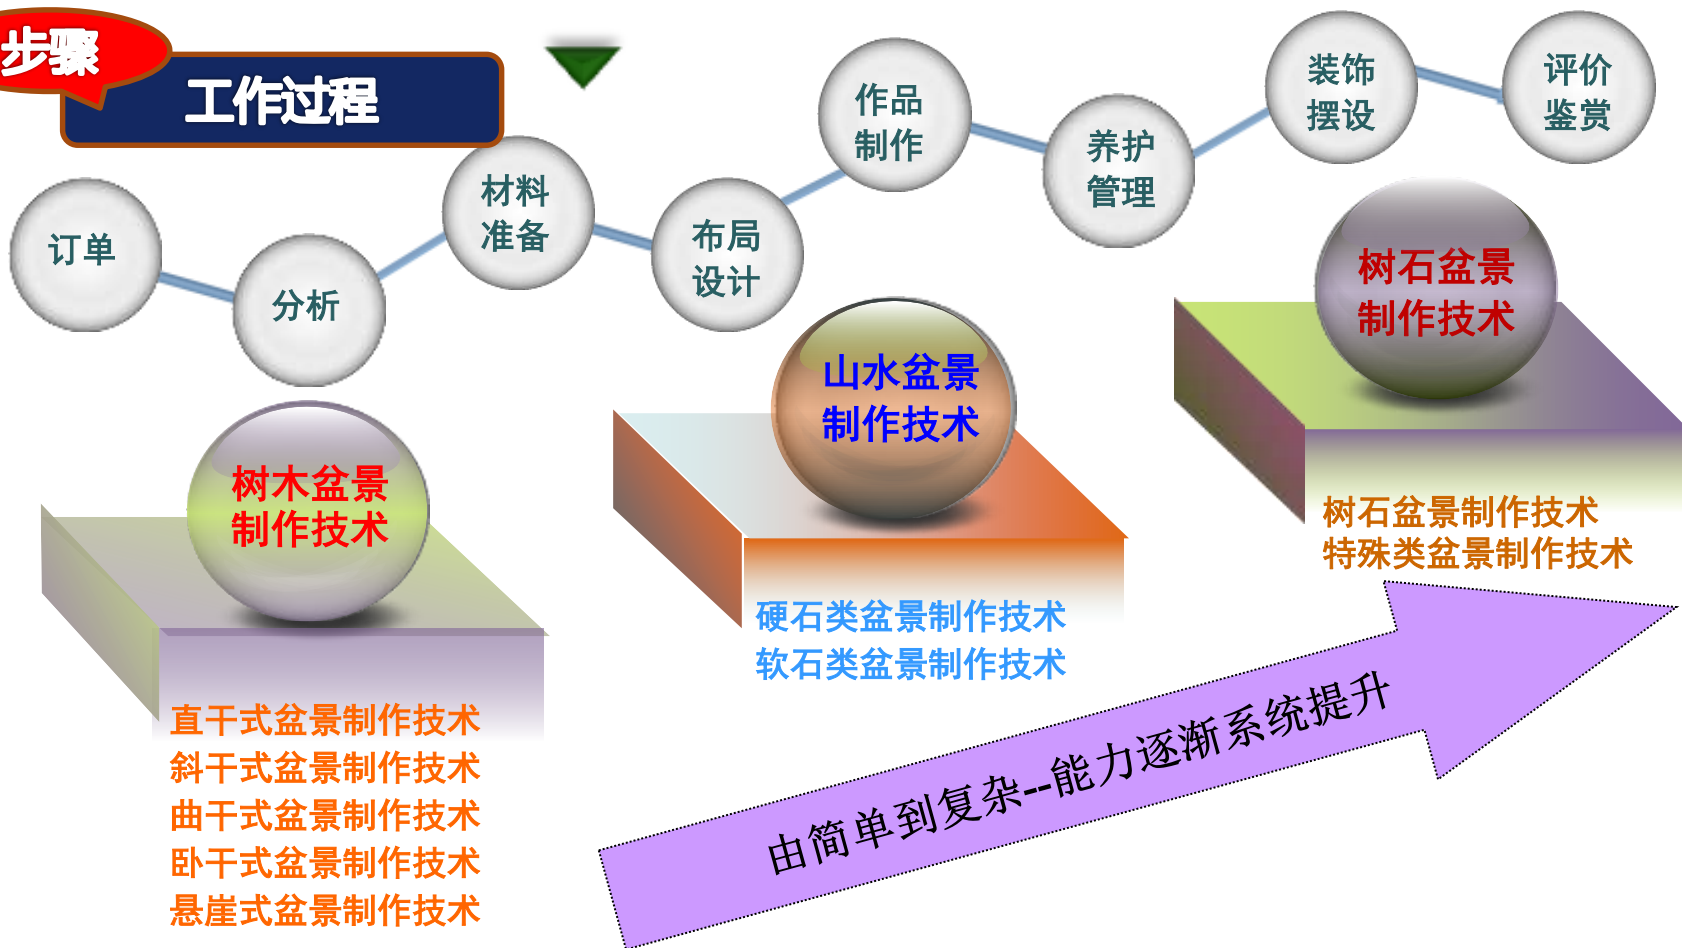 步骤
工作过程
订单
分析
材料
准备
布局
设计
作品
制作
养护
管理
装饰
摆设
评价
鉴赏
树木盆景
制作技术
直干式盆景制作技术
斜干式盆景制作技术
曲干式盆景制作技术
卧干式盆景制作技术
悬崖式盆景制作技术
山水盆景
制作技术
硬石类盆景制作技术
软石类盆景制作技术
树石盆景
制作技术
树石盆景制作技术
特殊类盆景制作技术
由简单到复杂--能力逐渐系统提升